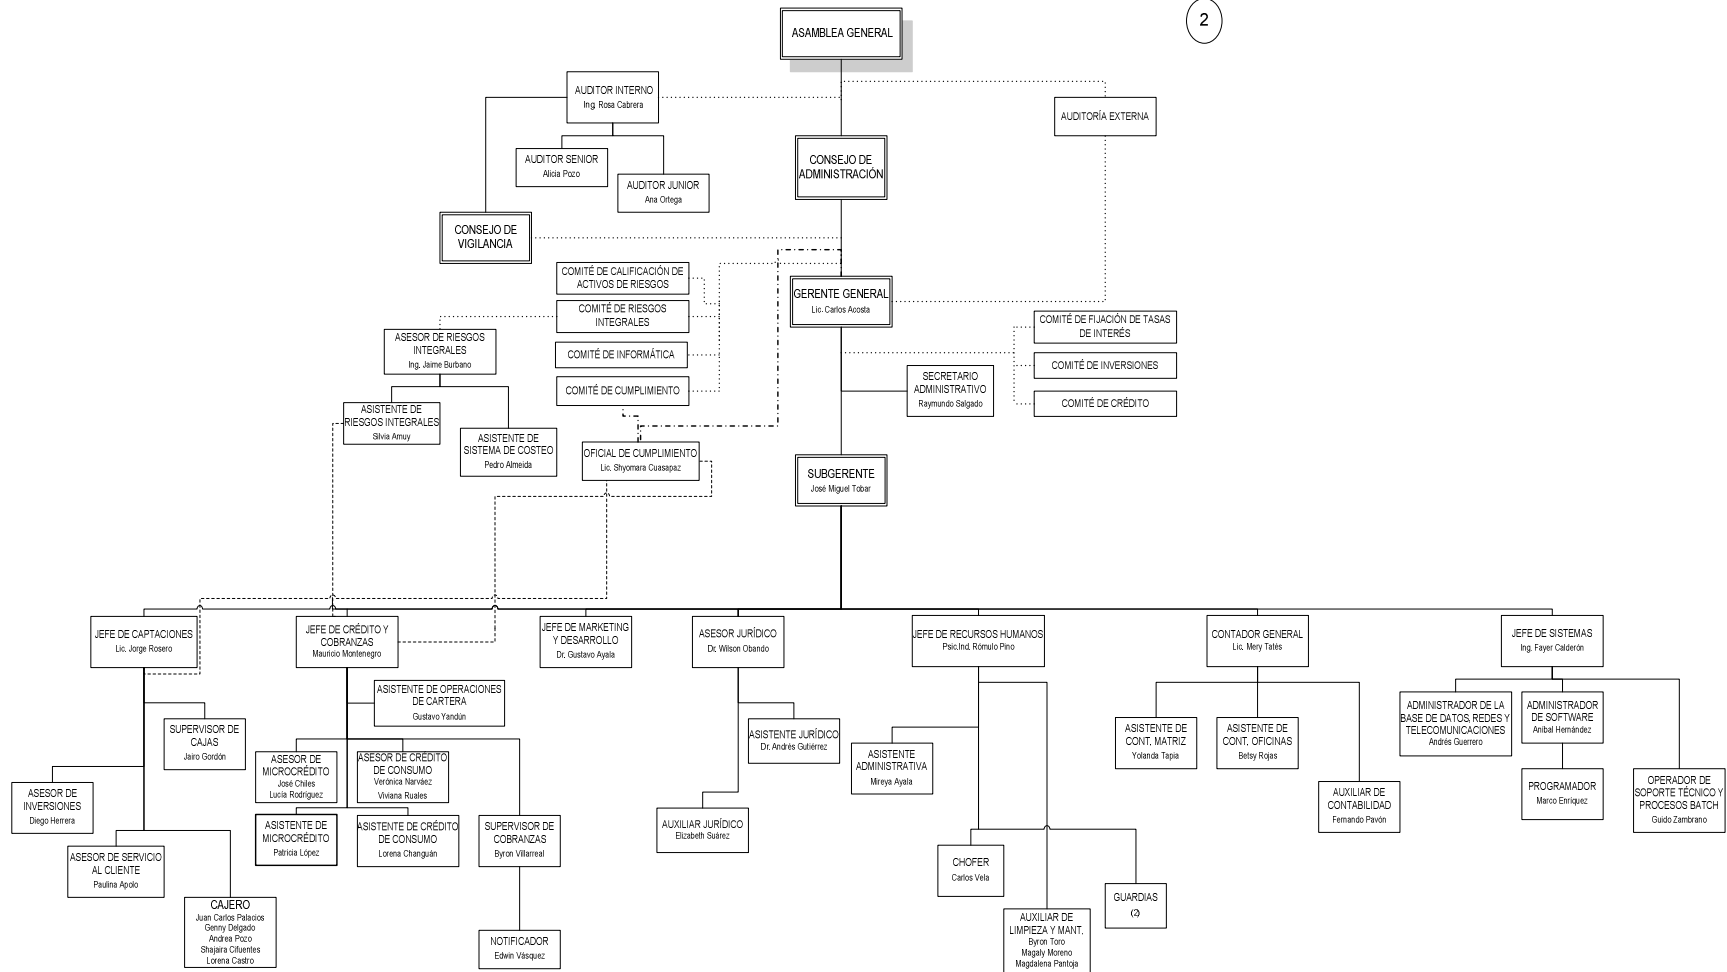 2
ASAMBLEA GENERAL
AUDITOR INTERNO
Ing. Rosa Cabrera
AUDITORÍA EXTERNA
AUDITOR SENIOR
Alicia Pozo
AUDITOR JUNIOR
Ana Ortega
CONSEJO DE
ADMINISTRACIÓN
CONSEJO DE
VIGILANCIA
COMITÉ DE CALIFICACIÓN DE
ACTIVOS DE RIESGOS
GERENTE GENERAL
Lic. Carlos Acosta
COMITÉ DE RIESGOS
INTEGRALES
COMITÉ DE FIJACIÓN DE TASAS
DE INTERÉS
ASESOR DE RIESGOS
INTEGRALES
Ing. Jaime Burbano
COMITÉ DE INFORMÁTICA
COMITÉ DE INVERSIONES
COMITÉ DE CUMPLIMIENTO
SECRETARIO
ADMINISTRATIVO
Raymundo Salgado
COMITÉ DE CRÉDITO
ASISTENTE DE
RIESGOS INTEGRALES
Silvia Amuy
ASISTENTE DE
SISTEMA DE COSTEO
Pedro Almeida
OFICIAL DE CUMPLIMIENTO
Lic. Shyomara Cuasapaz
SUBGERENTE
José Miguel Tobar
JEFE DE CAPTACIONES
Lic. Jorge Rosero
JEFE DE CRÉDITO Y
COBRANZAS
Mauricio Montenegro
JEFE DE MARKETING
Y DESARROLLO
Dr. Gustavo Ayala
ASESOR JURÍDICO
Dr. Wilson Obando
JEFE DE RECURSOS HUMANOS
Psic.Ind. Rómulo Pino
CONTADOR GENERAL
Lic. Mery Tatés
JEFE DE SISTEMAS
Ing. Fayer Calderón
SUPERVISOR DE
CAJAS
Jairo Gordón
ASISTENTE DE OPERACIONES
DE CARTERA
Gustavo Yandún
ASISTENTE JURÍDICO
Dr. Andrés Gutiérrez
ASISTENTE
ADMINISTRATIVA
Mireya Ayala
ASISTENTE DE
CONT. MATRIZ
Yolanda Tapia
ASISTENTE DE
CONT. OFICINAS
Betsy Rojas
ADMINISTRADOR DE LA
BASE DE DATOS, REDES Y
TELECOMUNICACIONES
Andrés Guerrero
ADMINISTRADOR
DE SOFTWARE
Aníbal Hernández
ASESOR DE
INVERSIONES
Diego Herrera
ASESOR DE
MICROCRÉDITO
José Chiles
Lucía Rodríguez
ASESOR DE CRÉDITO
DE CONSUMO
Verónica Narváez
Viviana Ruales
AUXILIAR DE
CONTABILIDAD
Fernando Pavón
PROGRAMADOR
Marco Enríquez
OPERADOR DE
SOPORTE TÉCNICO Y
PROCESOS BATCH
Guido Zambrano
ASISTENTE DE
MICROCRÉDITO
Patricia López
ASISTENTE DE CRÉDITO
DE CONSUMO
Lorena Changuán
SUPERVISOR DE
COBRANZAS
Byron Villarreal
AUXILIAR JURÍDICO
Elizabeth Suárez
ASESOR DE SERVICIO
AL CLIENTE
Paulina Apolo
CHOFER
Carlos Vela
GUARDIAS
(2)
CAJERO
Juan Carlos Palacios
Genny Delgado
Andrea Pozo
Shajaira Cifuentes
Lorena Castro
NOTIFICADOR
Edwin Vásquez
AUXILIAR DE
LIMPIEZA Y MANT.
Byron Toro
Magaly Moreno
Magdalena Pantoja